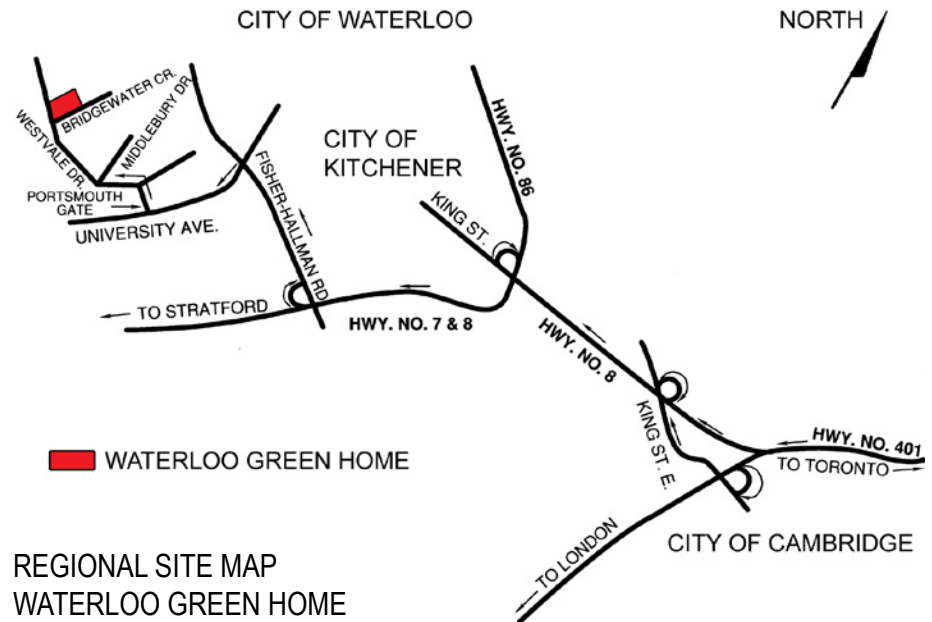 CITY OF WATERLOO
NORTH
BRIDGEWATER CR.
MIDDLEBURY DR.
WESTVALE DR.
CITY OF
KITCHENER
HWY. NO. 86
FISHER-HALLMAN RD
KING ST.
PORTSMOUTH
GATE
UNIVERSITY AVE.
TO STRATFORD
HWY. NO. 7 & 8
HWY. NO. 8
KING ST. E.
HWY. NO. 401
TO TORONTO
WATERLOO GREEN HOME
CITY OF CAMBRIDGE
TO LONDON
REGIONAL SITE MAP
WATERLOO GREEN HOME